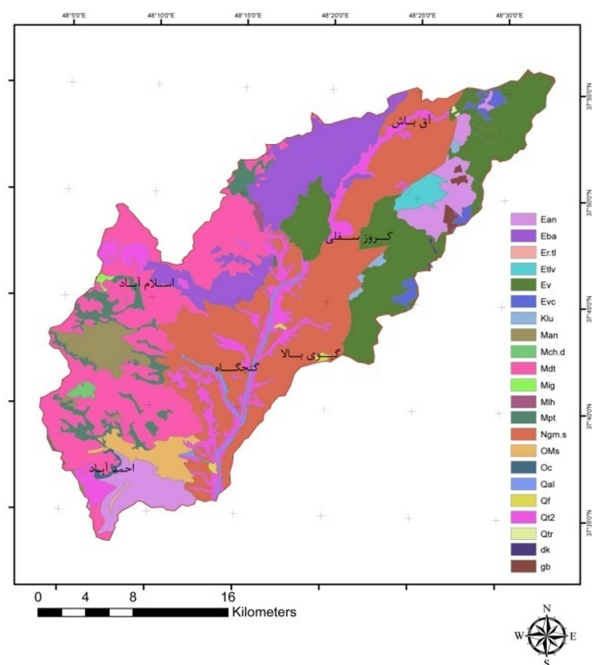 48°5'0"E 48°10'0"E 48°15'0"E 48°20'0"E 48°25'0"E 48°30'0"E
آق باش
کروز سفلی
اسلام آباد
گنجگاه
احمد آباد
Ean
Eba
Er.tl
Etlv
Ev
Evc
Klu
Man
Mch.d
Mdt
Mig
Mlh
Mpt
Ngm.s
OMs
Oc
Qal
Qf
Qt2
Qtr
dk
gb
0 4 8 16
Kilometers
N
W E
S